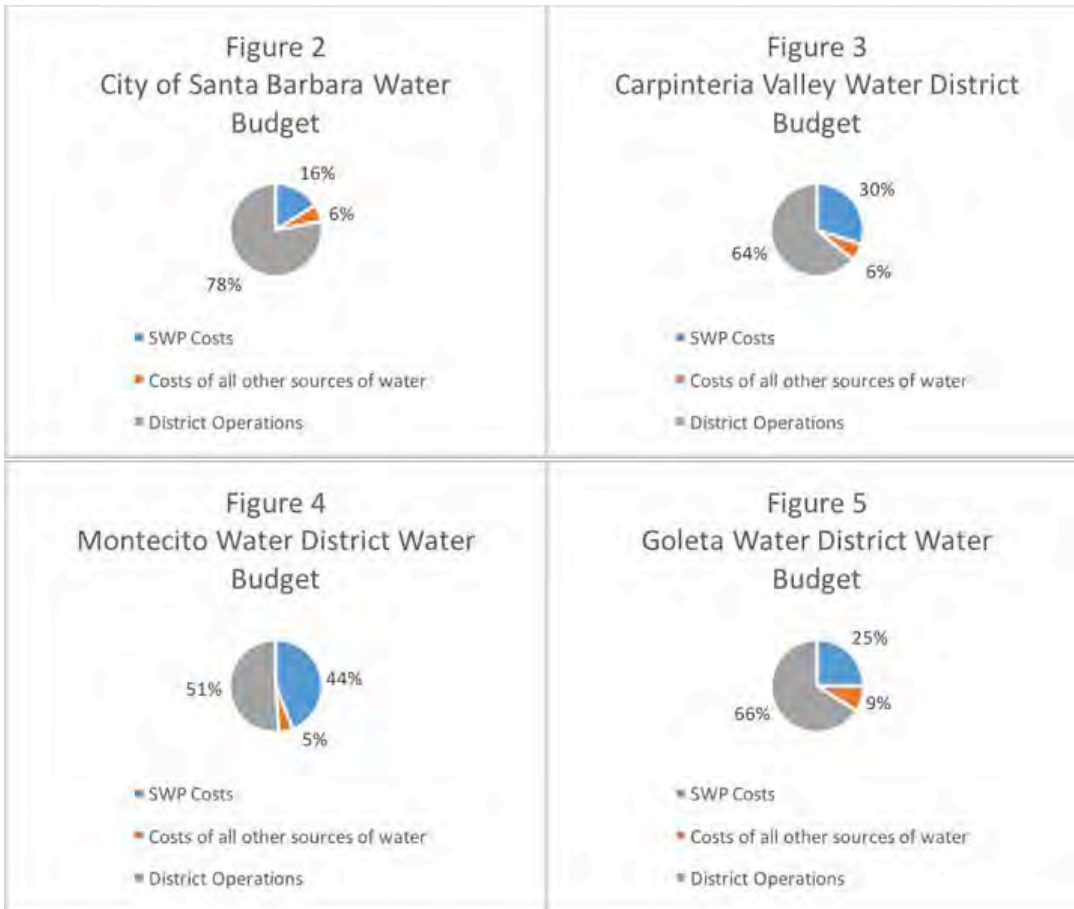 Figure 2
City of Santa Barbara Water
Budget
16%
6%
78%
SWP Costs
Costs of all other sources of water
District Operations
Figure 3
Carpinteria Valley Water District
Budget
30%
64%
6%
SWP Costs
Costs of all other sources of water
District Operations
Figure 4
Montecito Water District Water
Budget
51%
44%
5%
SWP Costs
Costs of all other sources of water
District Operations
Figure 5
Goleta Water District Water
Budget
25%
9%
66%
SWP Costs
Costs of all other sources of water
District Operations